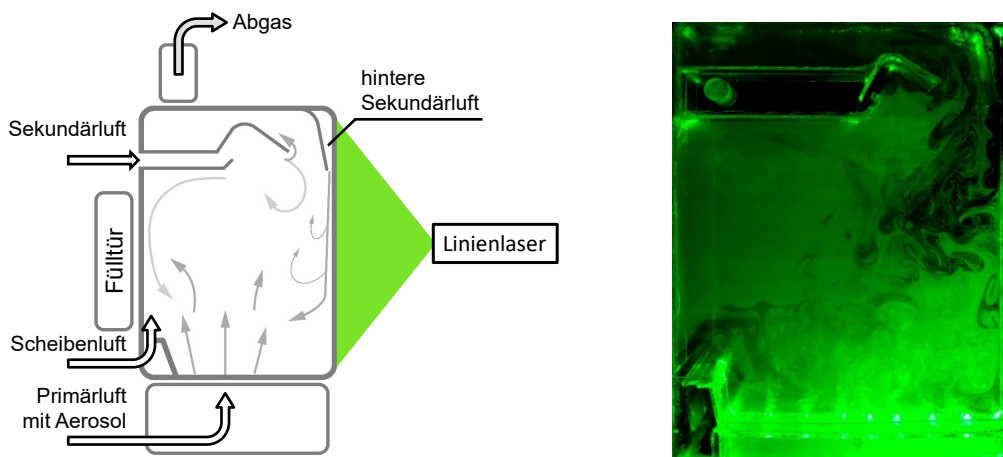 Abgas
hintere
Sekundärluft
Sekundärluft
Fülltür
Linienlaser
Scheibenluft
Primärluft
mit Aerosol